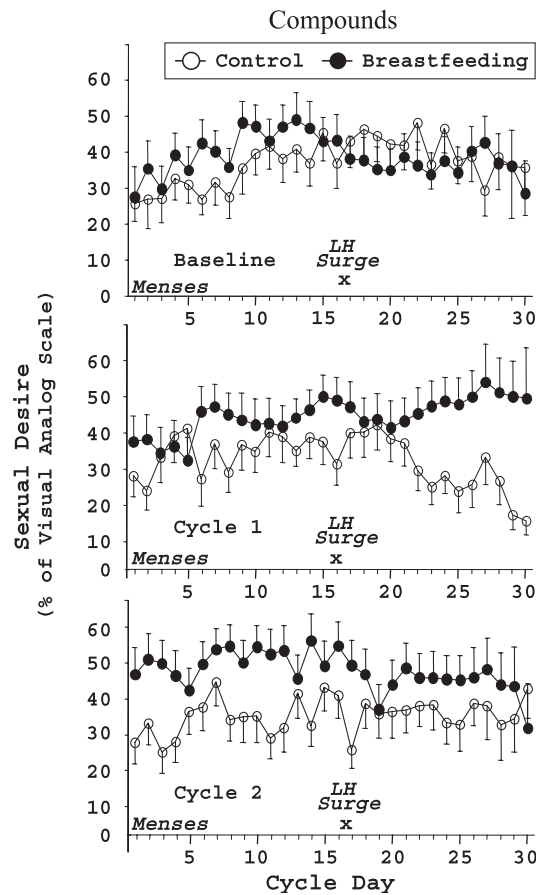 Compounds
Control Breastfeeding
60
50
40
30
20
10
0
Baseline
LH
Surge
x
Menses
5 10 15 20 25 30
Sexual Desire
(% of Visual Analog Scale)
60
50
40
30
20
10
0
Cycle 1
LH
Surge
x
Menses
5 10 15 20 25 30
60
50
40
30
20
10
0
Cycle 2
LH
Surge
x
Menses
5 10 15 20 25 30
Cycle Day